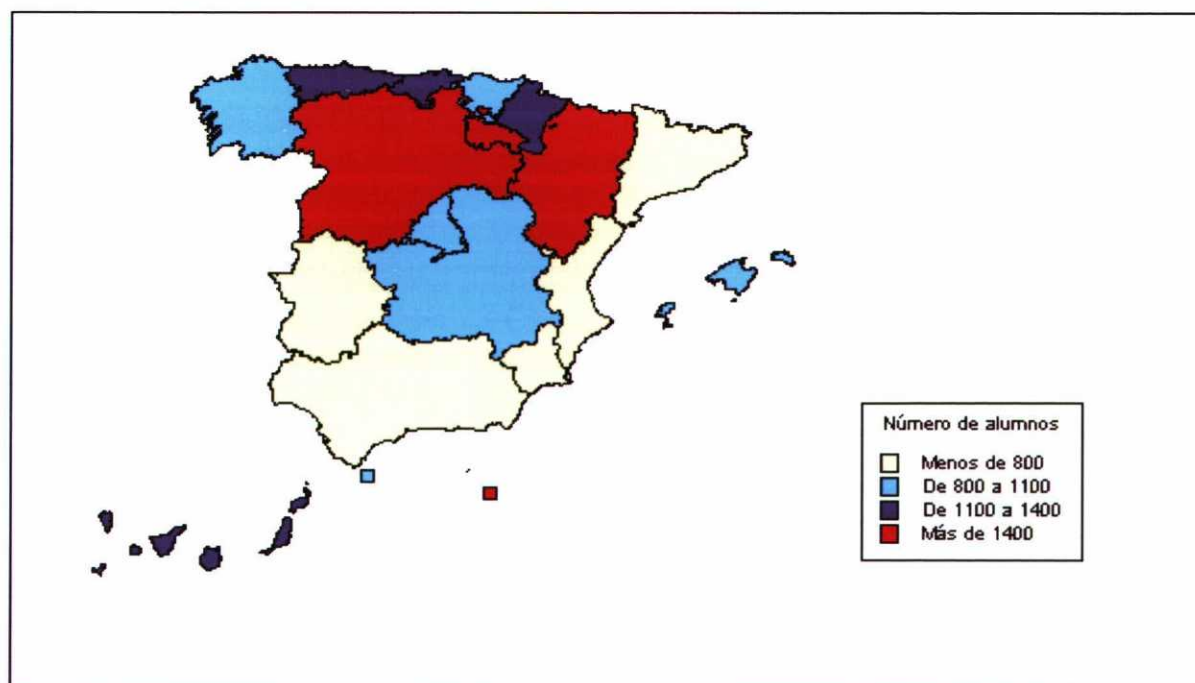 Número de alumnos
Menos de 800
De 800 a 1100
De 1100 a 1400
Más de 1400